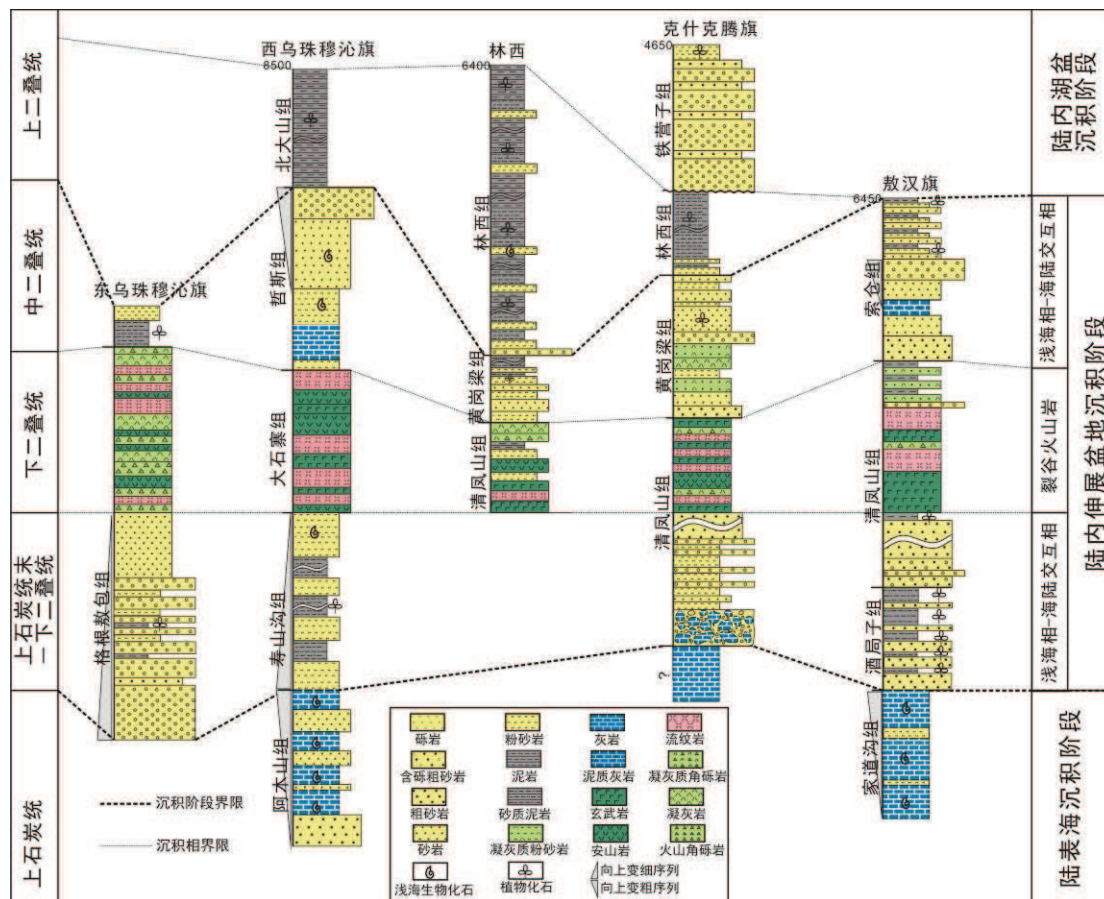 上二叠统
中二叠统
下二叠统
上石炭统末
—下二叠统
上石炭统
东乌珠穆沁旗
格根敖包组
西乌珠穆沁旗
6500
北大山组
哲斯组
大石寨组
寿山沟组
阿木山组
林西
6400
林西组
黄岗梁组
清凤山组
克什克腾旗
4650
铁营子组
林西组
黄岗梁组
清凤山组
?
敖汉旗
6450
索仑组
清凤山组
酒局子组
家道沟组
陆内湖盆
沉积阶段
浅海相-海陆交互相
裂谷火山岩
浅海相-海陆交互相
陆内伸展盆地沉积阶段
陆表海沉积阶段
沉积阶段界限
沉积相界限
砾岩
粉砂岩
灰岩
流纹岩
含砾粗砂岩
泥岩
泥质灰岩
凝灰质角砾岩
粗砂岩
砂质泥岩
玄武岩
凝灰岩
砂岩
凝灰质粉砂岩
安山岩
火山角砾岩
浅海生物化石
植物化石
向上变细序列
向上变粗序列